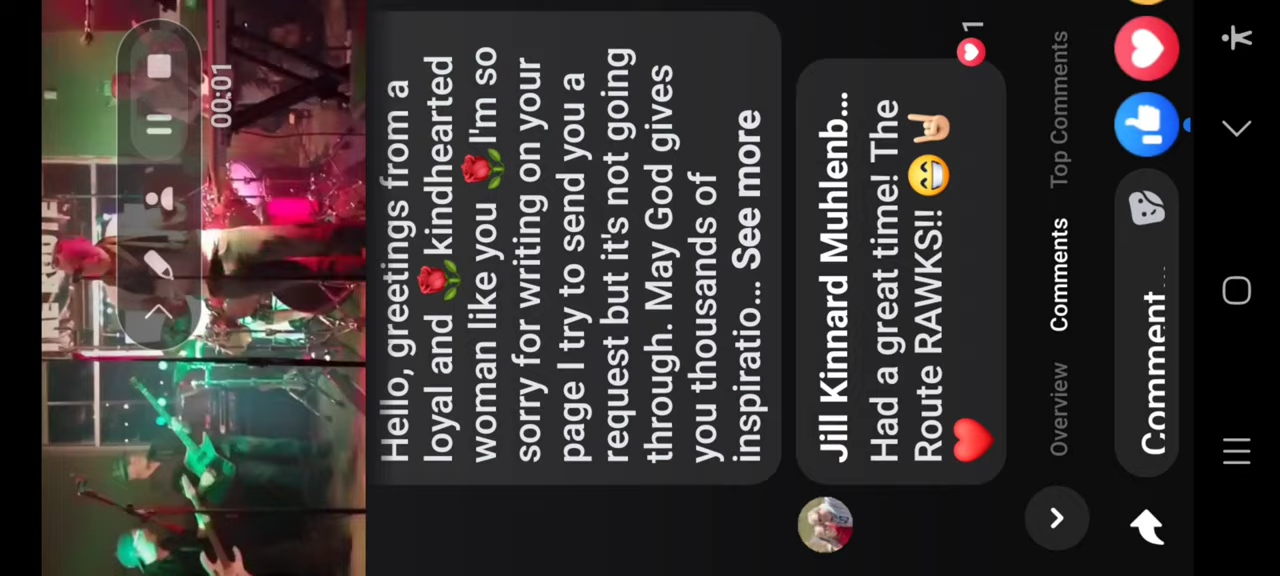 00:01
Hello, greetings from a
loyal and 🌹 kindhearted
woman like you 🌹 I'm so
sorry for writing on your
page I try to send you a
request but it's not going
through. May God gives
you thousands of
inspiratio... See more
Jill Kinnard Muhlenb...
Had a great time! The
Route RAWKS!! 😁🤘🏻
❤️
1
Overview Comments Top Comments
Comment...